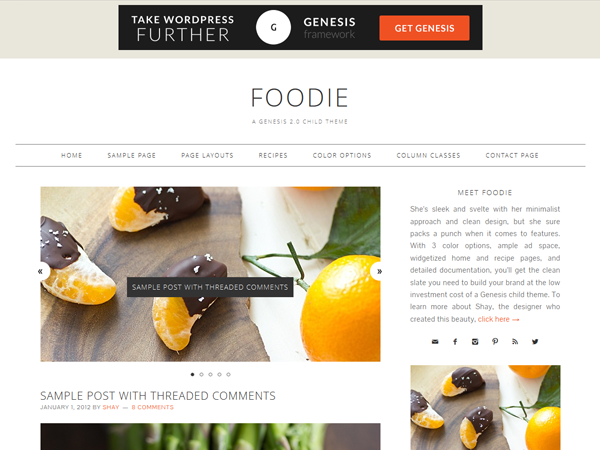 TAKE WORDPRESS
FURTHER
G
GENESIS
framework
GET GENESIS
FOODIE
A GENESIS 2.0 CHILD THEME
HOME SAMPLE PAGE PAGE LAYOUTS RECIPES COLOR OPTIONS COLUMN CLASSES CONTACT PAGE
«
SAMPLE POST WITH THREADED COMMENTS
»
SAMPLE POST WITH THREADED COMMENTS
JANUARY 1, 2012 BY SHAY — 8 COMMENTS
MEET FOODIE
She's sleek and svelte with her minimalist
approach and clean design, but she sure
packs a punch when it comes to features.
With 3 color options, ample ad space,
widgetized home and recipe pages, and
detailed documentation, you'll get the clean
slate you need to build your brand at the low
investment cost of a Genesis child theme. To
learn more about Shay, the designer who
created this beauty, click here →